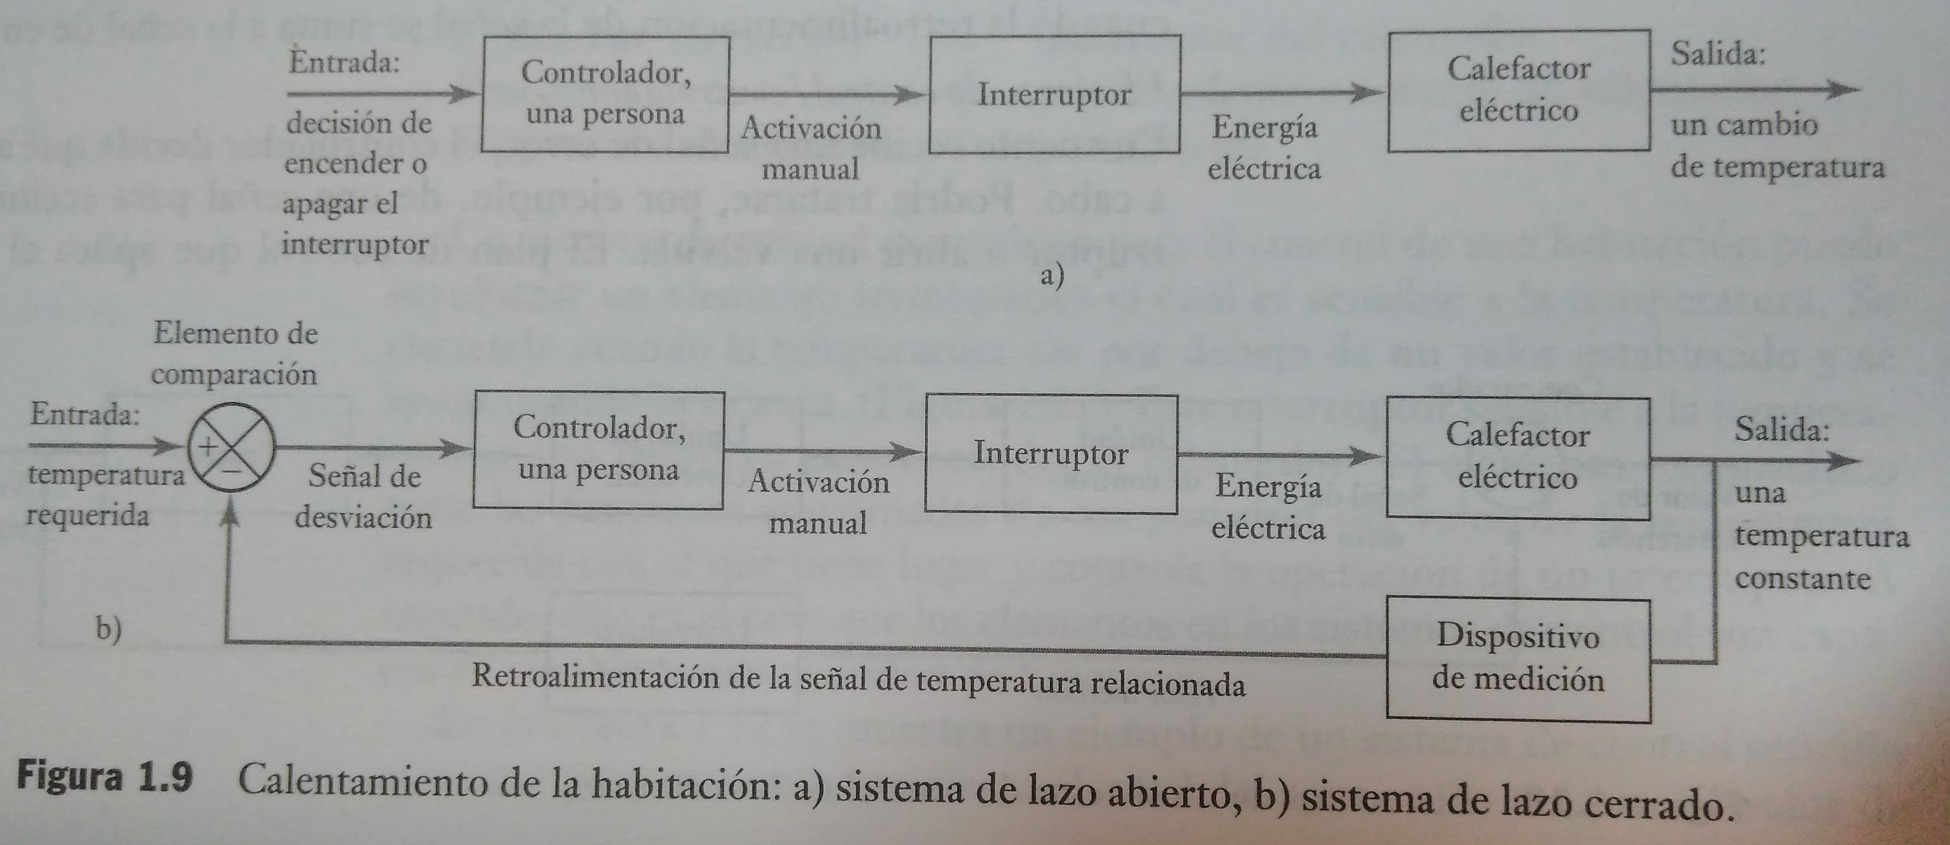 Entrada:
decisión de
encender o
apagar el
interruptor
Controlador,
una persona
Activación
manual
Interruptor
Energía
eléctrica
Calefactor
eléctrico
Salida:
un cambio
de temperatura
a)
Elemento de
comparación
Entrada:
temperatura
requerida
+
−
Señal de
desviación
Controlador,
una persona
Activación
manual
Interruptor
Energía
eléctrica
Calefactor
eléctrico
Salida:
una
temperatura
constante
Dispositivo
de medición
Retroalimentación de la señal de temperatura relacionada
b)
Figura 1.9 Calentamiento de la habitación: a) sistema de lazo abierto, b) sistema de lazo cerrado.